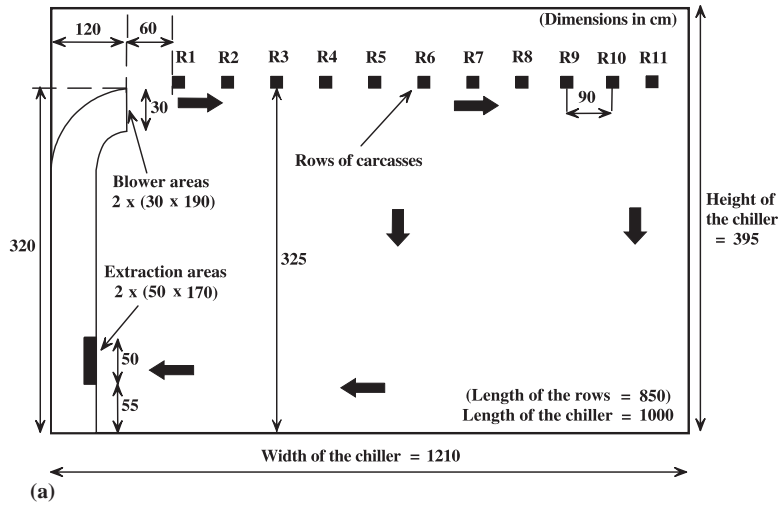 (Dimensions in cm)
120
60
R1 R2 R3 R4 R5 R6 R7 R8 R9 R10 R11
30
90
Rows of carcasses
Blower areas
2 x (30 x 190)
Height of
the chiller
= 395
320
325
Extraction areas
2 x (50 x 170)
50
55
(Length of the rows = 850)
Length of the chiller = 1000
Width of the chiller = 1210
(a)